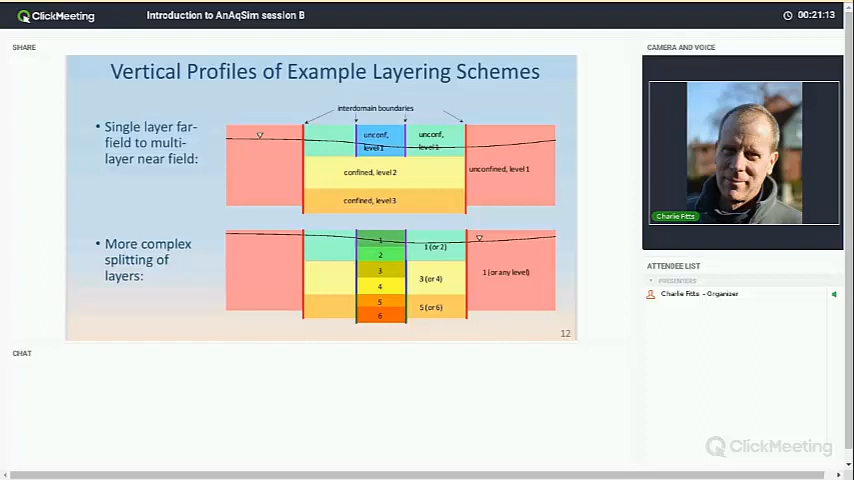 ClickMeeting
Introduction to AnAqSim session B
00:21:13
SHARE
Vertical Profiles of Example Layering Schemes
• Single layer far-
field to multi-
layer near field:
interdomain boundaries
unconf,
level 1
unconf,
level 1
confined, level 2
unconfined, level 1
confined, level 3
• More complex
splitting of
layers:
1
2
3
4
5
6
1 (or 2)
3 (or 4)
5 (or 6)
1 (or any level)
12
CAMERA AND VOICE
Charlie Fitts
ATTENDEE LIST
PRESENTERS
Charlie Fitts - Organizer
CHAT
ClickMeeting